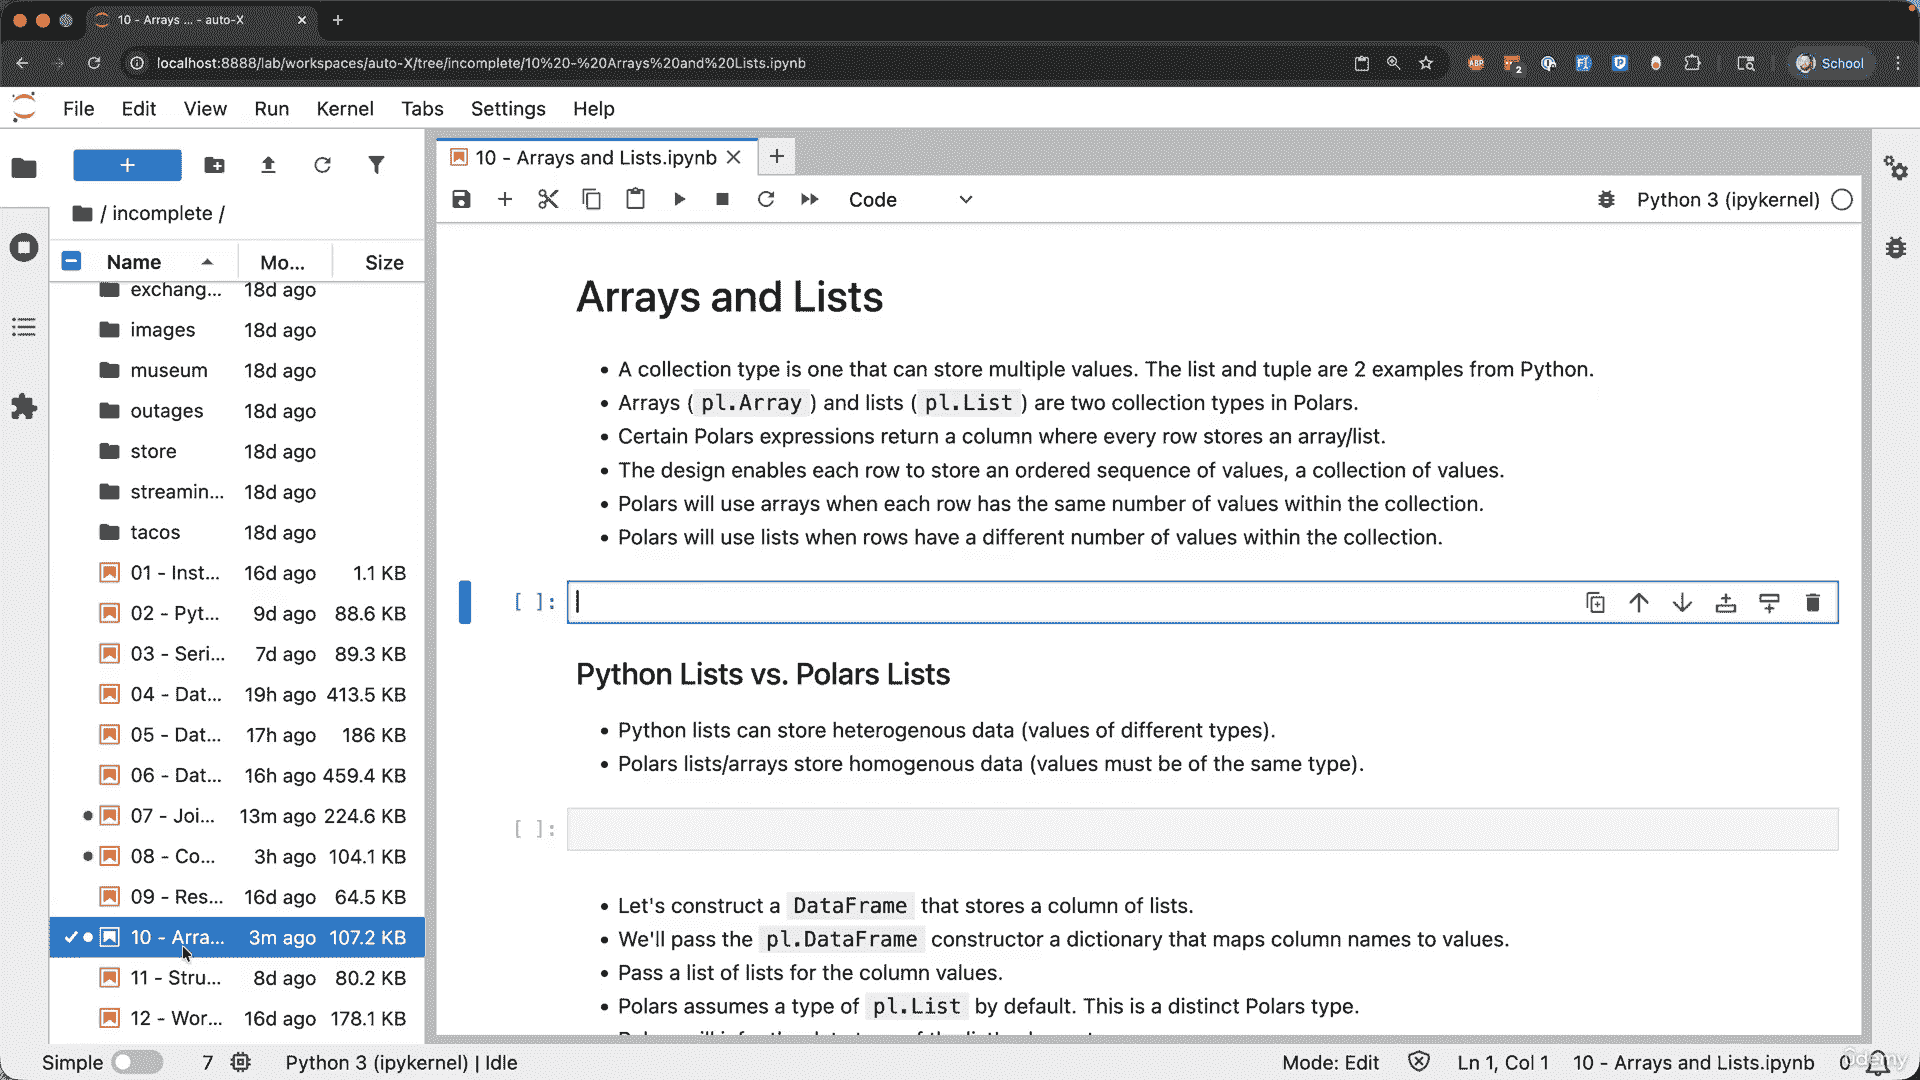 10 - Arrays ... - auto-X
localhost:8888/lab/workspaces/auto-X/tree/incomplete/10%20-%20Arrays%20and%20Lists.ipynb
ABP
2
School
File Edit View Run Kernel Tabs Settings Help
10 - Arrays and Lists.ipynb
Code
Python 3 (ipykernel)
/ incomplete /
Name Mo... Size
exchang... 18d ago
images 18d ago
museum 18d ago
outages 18d ago
store 18d ago
streamin... 18d ago
tacos 18d ago
01 - Inst... 16d ago 1.1 KB
02 - Pyt... 9d ago 88.6 KB
03 - Seri... 7d ago 89.3 KB
04 - Dat... 19h ago 413.5 KB
05 - Dat... 17h ago 186 KB
06 - Dat... 16h ago 459.4 KB
07 - Joi... 13m ago 224.6 KB
08 - Co... 3h ago 104.1 KB
09 - Res... 16d ago 64.5 KB
10 - Arra... 3m ago 107.2 KB
11 - Stru... 8d ago 80.2 KB
12 - Wor... 16d ago 178.1 KB
Arrays and Lists
• A collection type is one that can store multiple values. The list and tuple are 2 examples from Python.
• Arrays ( pl.Array ) and lists ( pl.List ) are two collection types in Polars.
• Certain Polars expressions return a column where every row stores an array/list.
• The design enables each row to store an ordered sequence of values, a collection of values.
• Polars will use arrays when each row has the same number of values within the collection.
• Polars will use lists when rows have a different number of values within the collection.
[ ]:
Python Lists vs. Polars Lists
• Python lists can store heterogenous data (values of different types).
• Polars lists/arrays store homogenous data (values must be of the same type).
[ ]:
• Let's construct a DataFrame that stores a column of lists.
• We'll pass the pl.DataFrame constructor a dictionary that maps column names to values.
• Pass a list of lists for the column values.
• Polars assumes a type of pl.List by default. This is a distinct Polars type.
Simple 7 Python 3 (ipykernel) | Idle
Mode: Edit Ln 1, Col 1 10 - Arrays and Lists.ipynb 0
udemy